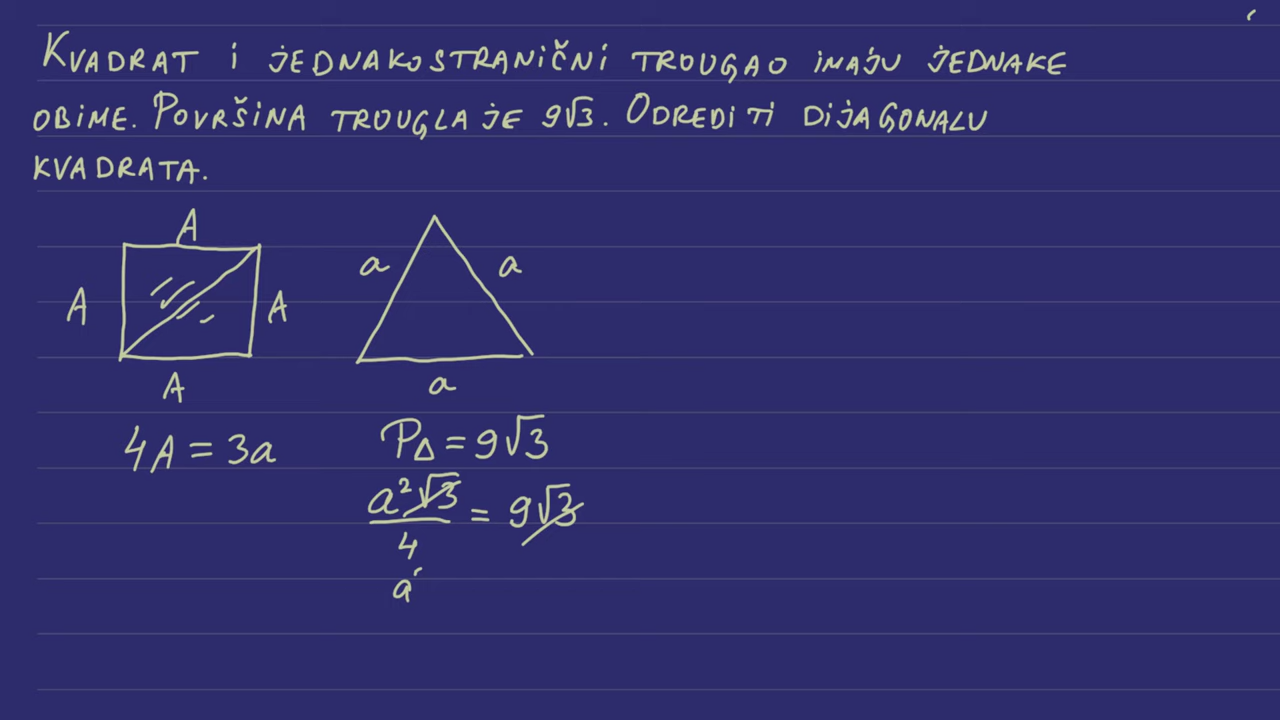 KVADRAT I JEDNAKOSTRANIČNI TROUGAO IMAJU JEDNAKE
OBIME. POVRŠINA TROUGLA JE 9√3. ODREDITI DIJAGONALU
KVADRATA.
A
a a
A A
A a
4A = 3a P△ = 9√3
a²√3 / 4 = 9√3
a